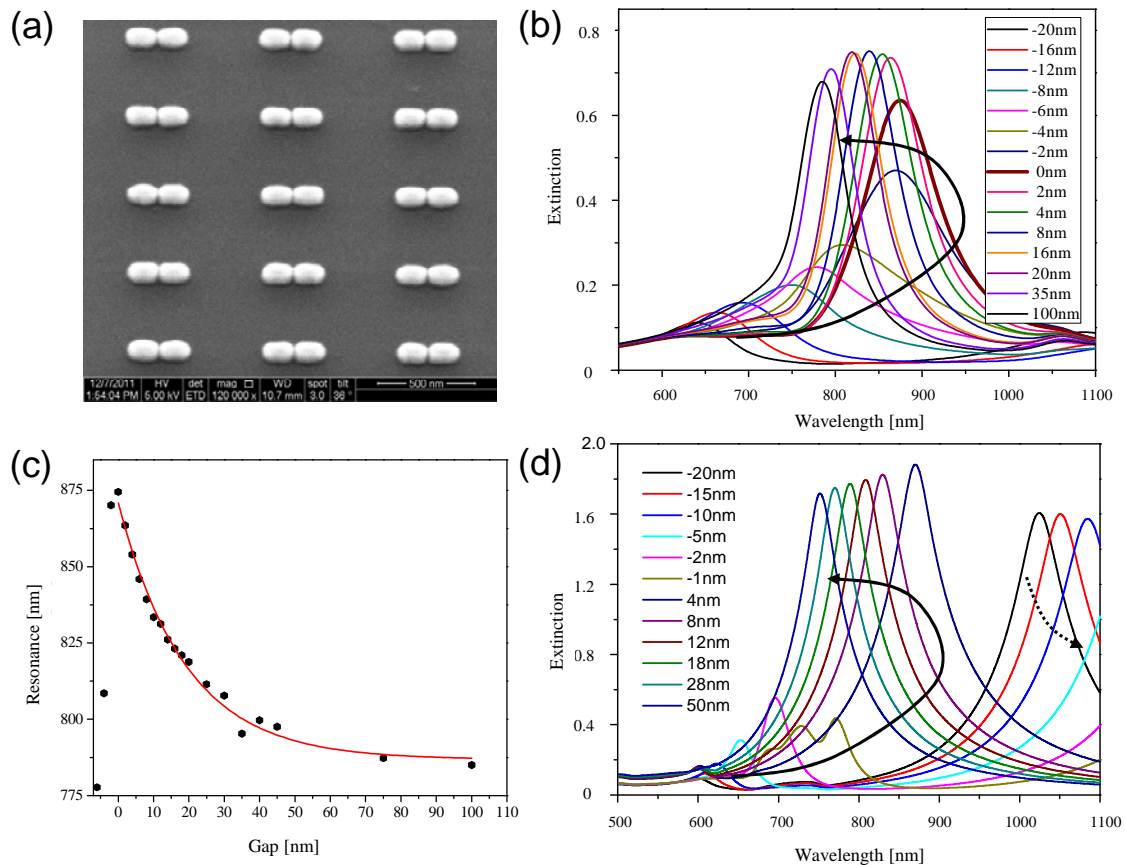 (a)
12/7/2011 HV det mag □ WD spot tilt 500 nm
1:54:04 PM 5.00 kV ETD 120 000 x 10.7 mm 3.0 36°
(b)
0.8
0.6
0.4
0.2
0
Extinction
600 700 800 900 1000 1100
Wavelength [nm]
-20nm
-16nm
-12nm
-8nm
-6nm
-4nm
-2nm
0nm
2nm
4nm
8nm
16nm
20nm
35nm
100nm
(c)
875
850
825
800
775
Resonance [nm]
0 10 20 30 40 50 60 70 80 90 100 110
Gap [nm]
(d)
2.0
1.6
1.2
0.8
0.4
0
Extinction
500 600 700 800 900 1000 1100
Wavelength [nm]
-20nm
-15nm
-10nm
-5nm
-2nm
-1nm
4nm
8nm
12nm
18nm
28nm
50nm